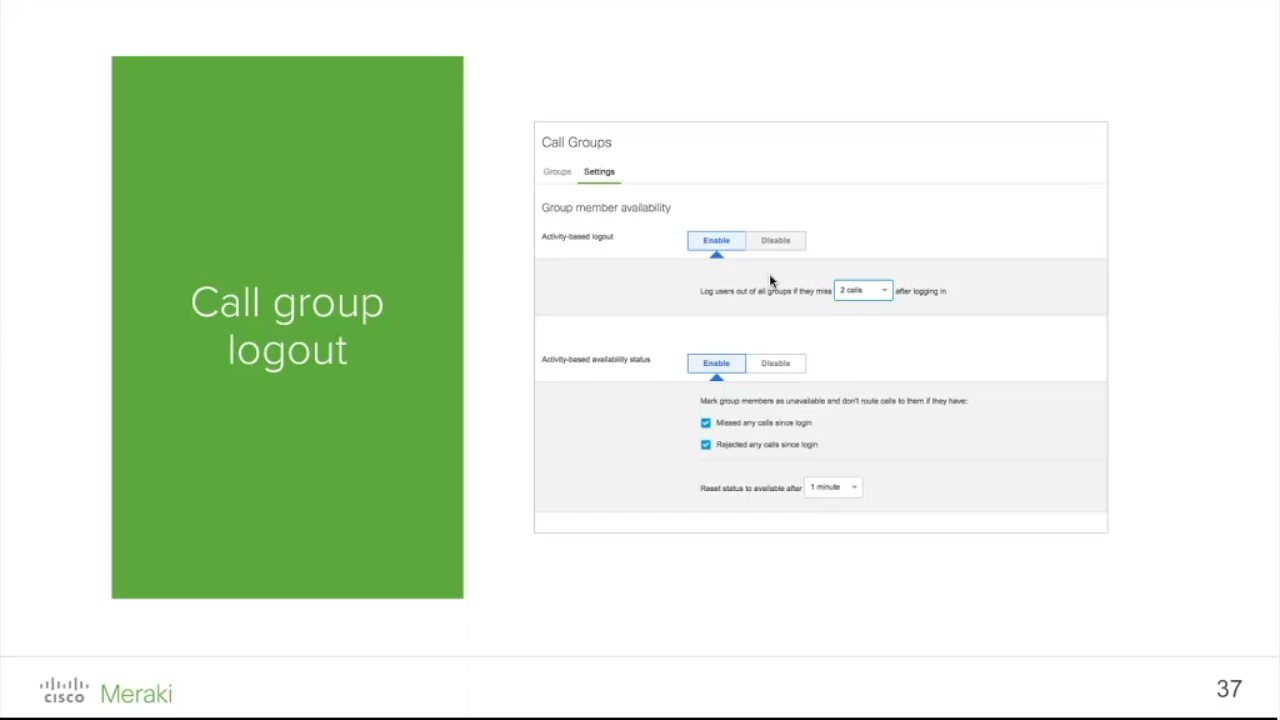 Call group
logout
Call Groups
Groups Settings
Group member availability
Activity-based logout Enable Disable
Log users out of all groups if they miss 2 calls after logging in
Activity-based availability status Enable Disable
Mark group members as unavailable and don't route calls to them if they have:
Missed any calls since login
Rejected any calls since login
Reset status to available after 1 minute
CISCO Meraki
37